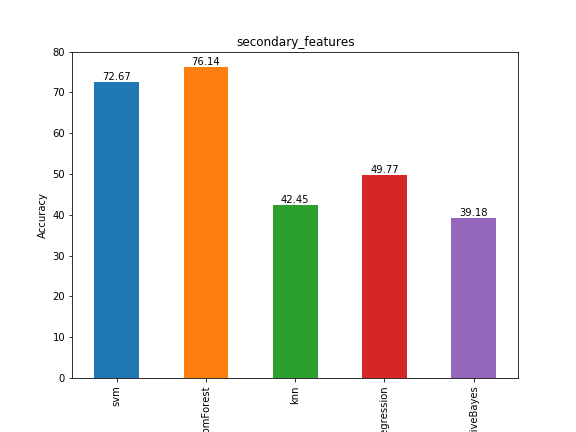 secondary_features
80
70
60
50
40
30
20
10
0
Accuracy
72.67
76.14
42.45
49.77
39.18
svm
omForest
knn
egression
iveBayes